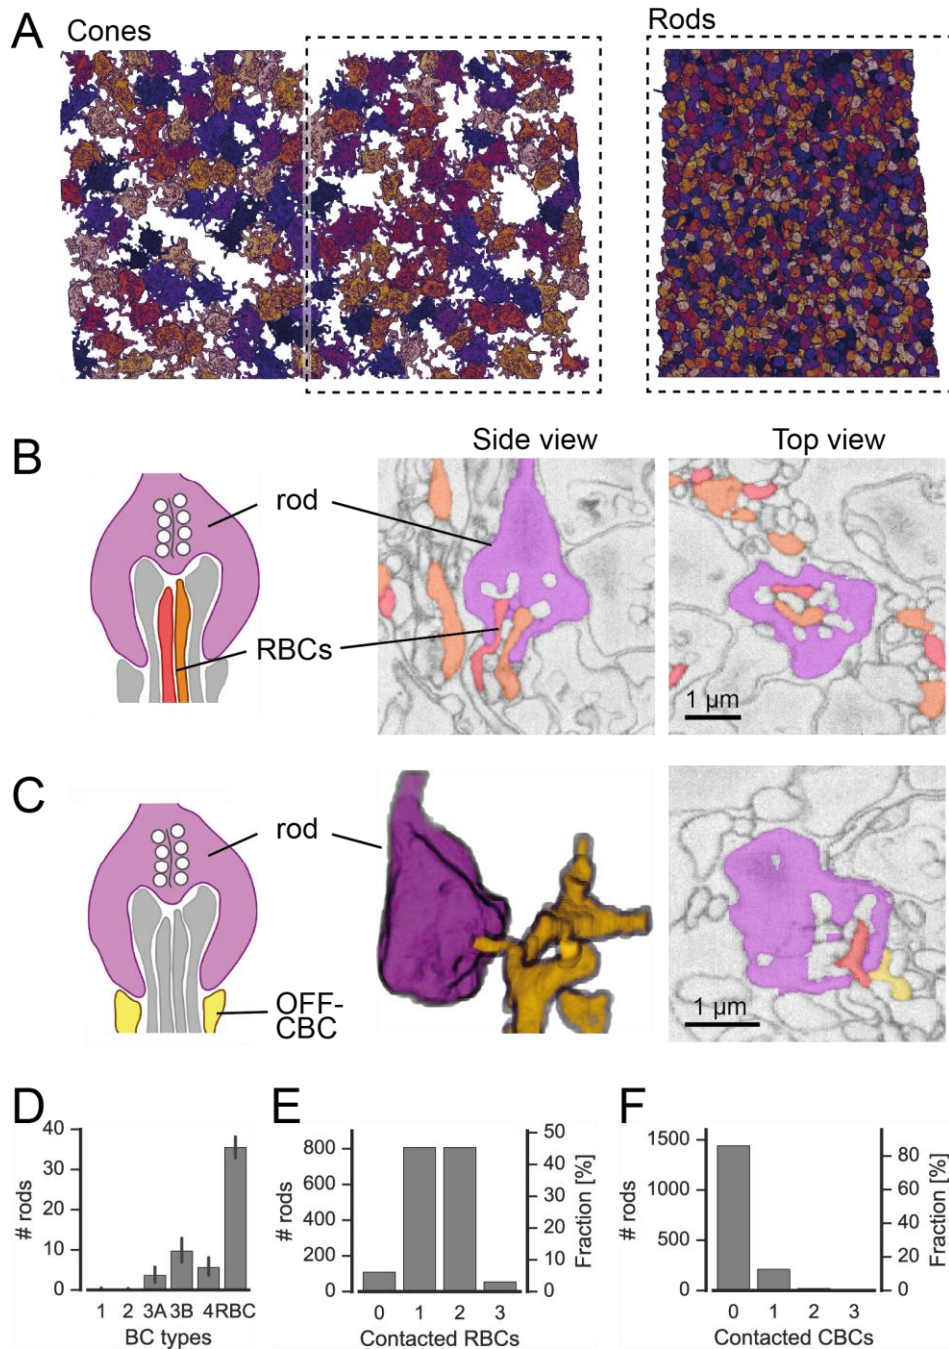 A
Cones
Rods
B
Side view
Top view
rod
RBCs
1 µm
C
rod
OFF-
CBC
1 µm
D
40
30
20
10
0
# rods
1 2 3A 3B 4 RBC
BC types
E
800
600
400
200
0
# rods
50
40
30
20
10
0
Fraction [%]
0 1 2 3
Contacted RBCs
F
1500
1000
500
0
# rods
80
60
40
20
0
Fraction [%]
0 1 2 3
Contacted CBCs